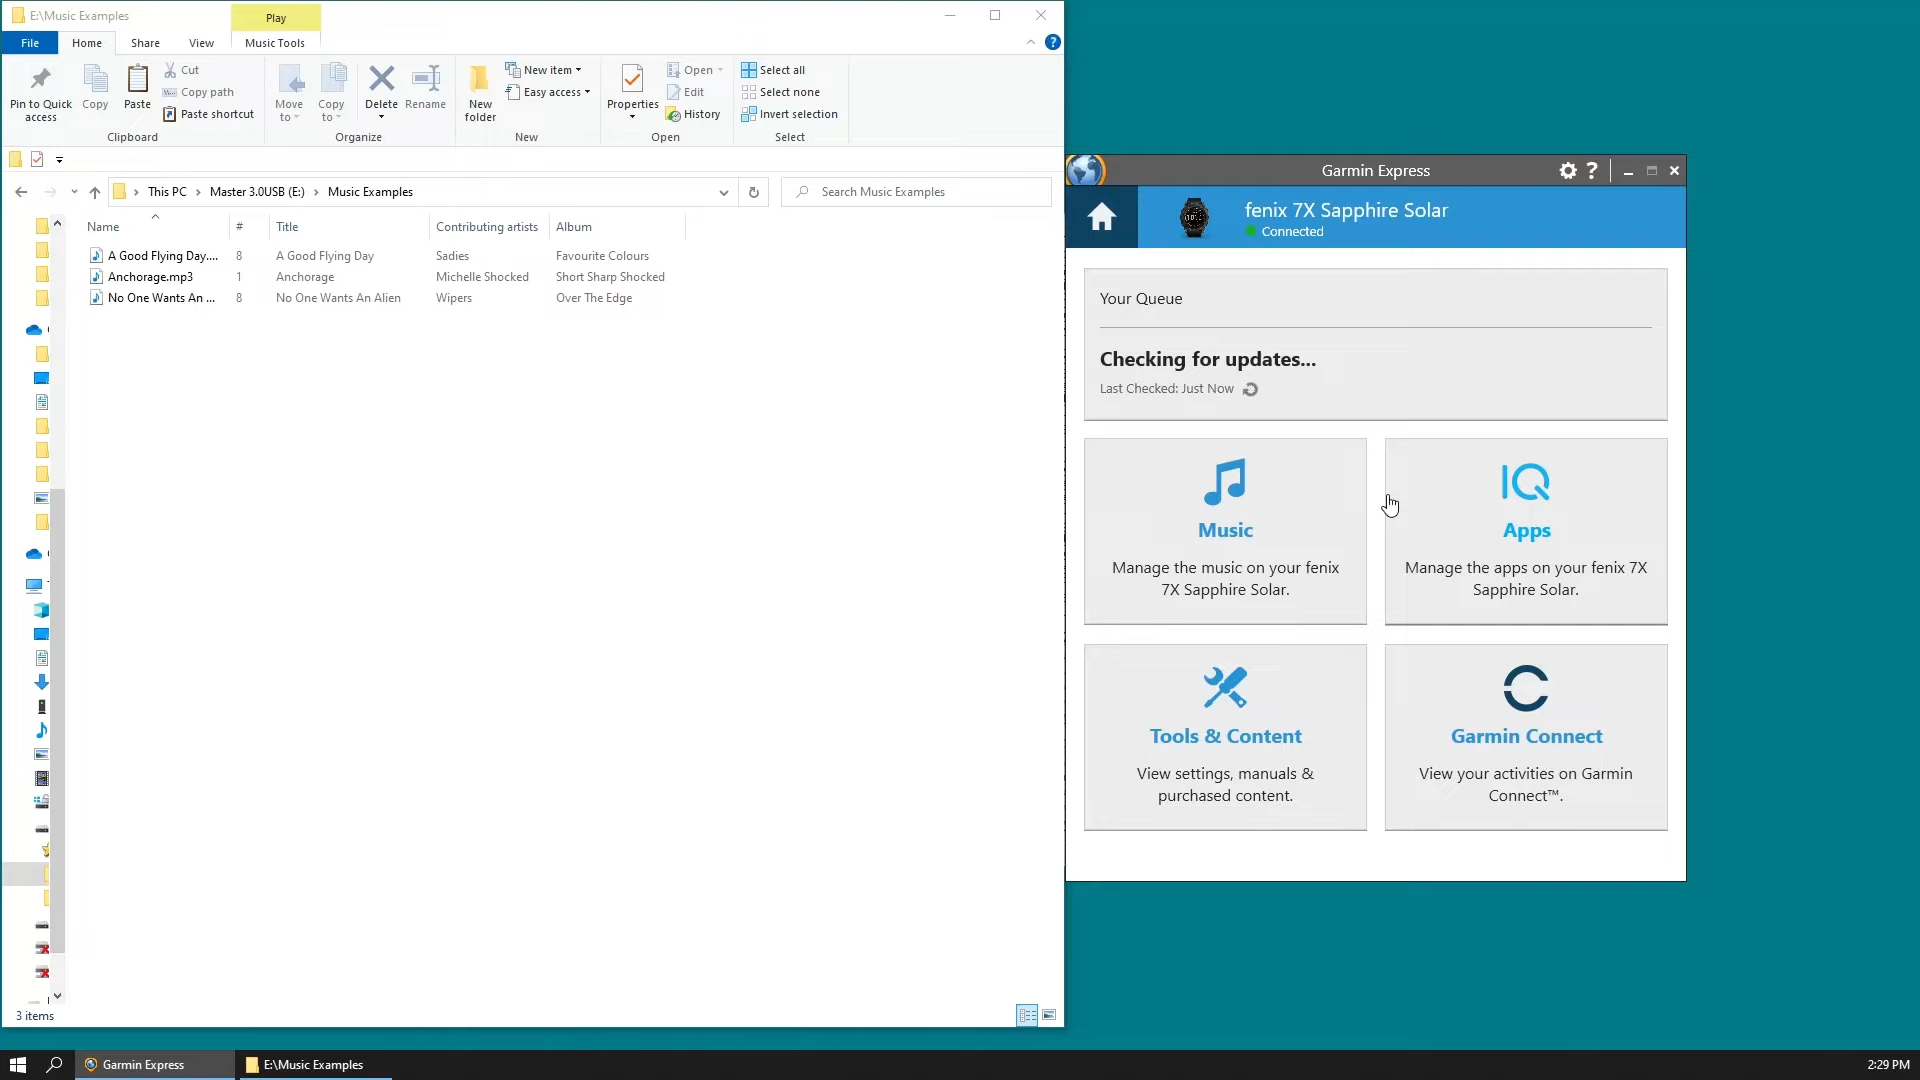 E:\Music Examples
Play
File
Home
Share
View
Music Tools
Pin to Quick access
Copy
Paste
Cut
Copy path
Paste shortcut
Clipboard
Move to
Copy to
Delete
Rename
Organize
New folder
New item
Easy access
New
Properties
Open
Edit
History
Open
Select all
Select none
Invert selection
Select
This PC
Master 3.0USB (E:)
Music Examples
Search Music Examples
Name # Title Contributing artists Album
A Good Flying Day.... 8 A Good Flying Day Sadies Favourite Colours
Anchorage.mp3 1 Anchorage Michelle Shocked Short Sharp Shocked
No One Wants An ... 8 No One Wants An Alien Wipers Over The Edge
3 items
Garmin Express
?
fenix 7X Sapphire Solar
Connected
Your Queue
Checking for updates...
Last Checked: Just Now
Music
Manage the music on your fenix
7X Sapphire Solar.
IQ
Apps
Manage the apps on your fenix 7X
Sapphire Solar.
Tools & Content
View settings, manuals &
purchased content.
Garmin Connect
View your activities on Garmin
Connect™.
Garmin Express
E:\Music Examples
2:29 PM